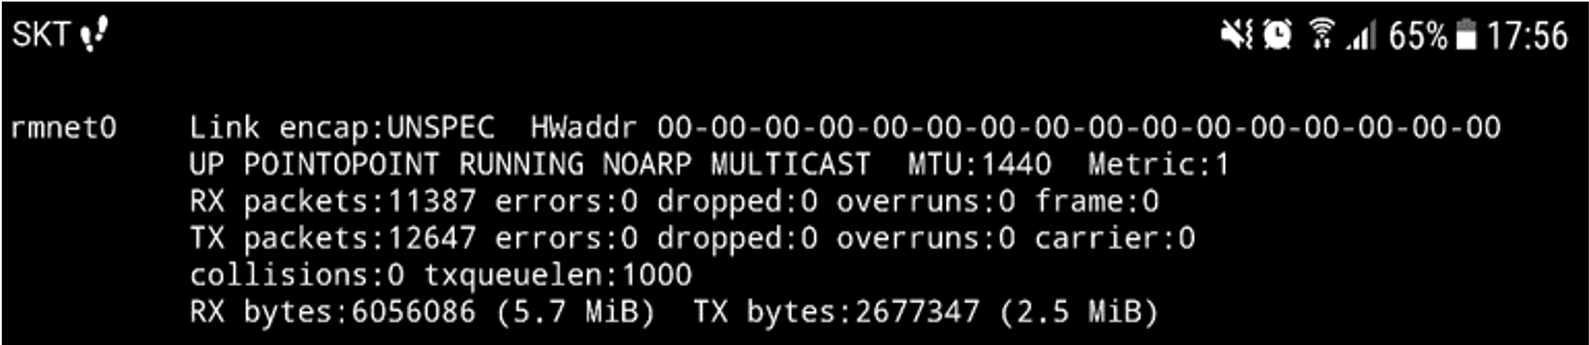 SKT 65% 17:56
rmnet0 Link encap:UNSPEC HWaddr 00-00-00-00-00-00-00-00-00-00-00-00-00-00-00-00
UP POINTOPOINT RUNNING NOARP MULTICAST MTU:1440 Metric:1
RX packets:11387 errors:0 dropped:0 overruns:0 frame:0
TX packets:12647 errors:0 dropped:0 overruns:0 carrier:0
collisions:0 txqueuelen:1000
RX bytes:6056086 (5.7 MiB) TX bytes:2677347 (2.5 MiB)